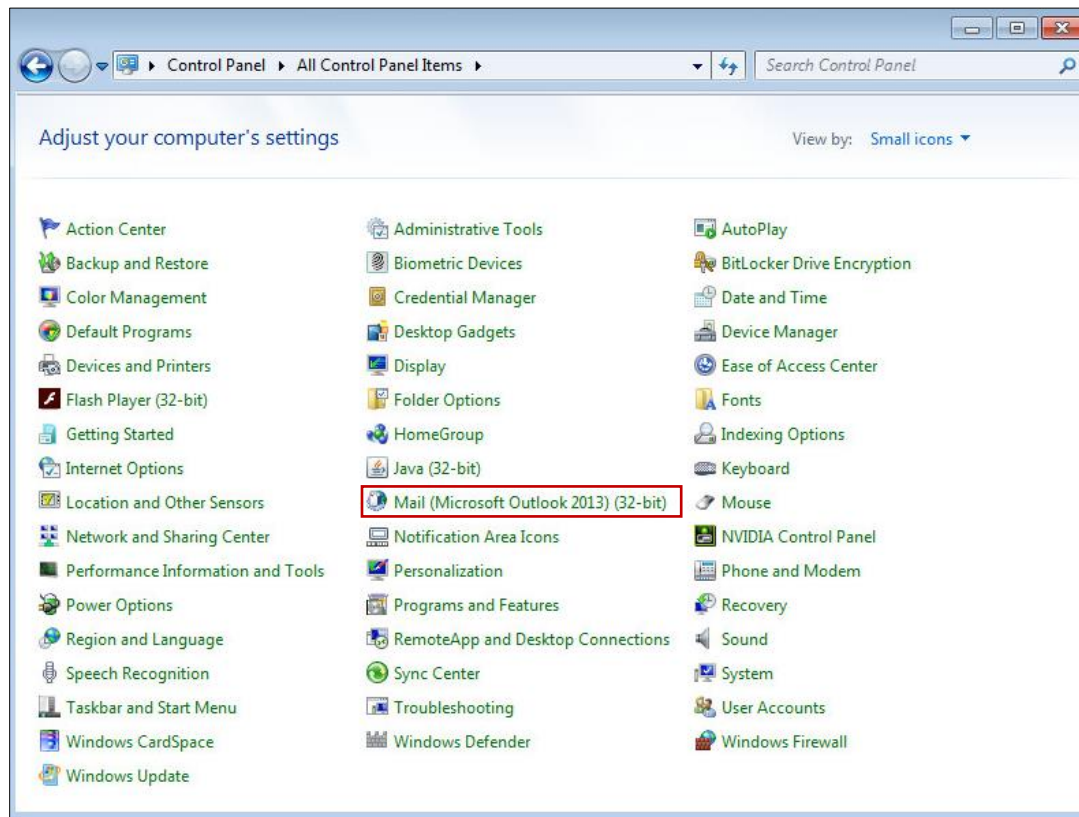 Control Panel All Control Panel Items Search Control Panel
Adjust your computer's settings View by: Small icons
Action Center Administrative Tools AutoPlay
Backup and Restore Biometric Devices BitLocker Drive Encryption
Color Management Credential Manager Date and Time
Default Programs Desktop Gadgets Device Manager
Devices and Printers Display Ease of Access Center
Flash Player (32-bit) Folder Options Fonts
Getting Started HomeGroup Indexing Options
Internet Options Java (32-bit) Keyboard
Location and Other Sensors Mail (Microsoft Outlook 2013) (32-bit) Mouse
Network and Sharing Center Notification Area Icons NVIDIA Control Panel
Performance Information and Tools Personalization Phone and Modem
Power Options Programs and Features Recovery
Region and Language RemoteApp and Desktop Connections Sound
Speech Recognition Sync Center System
Taskbar and Start Menu Troubleshooting User Accounts
Windows CardSpace Windows Defender Windows Firewall
Windows Update